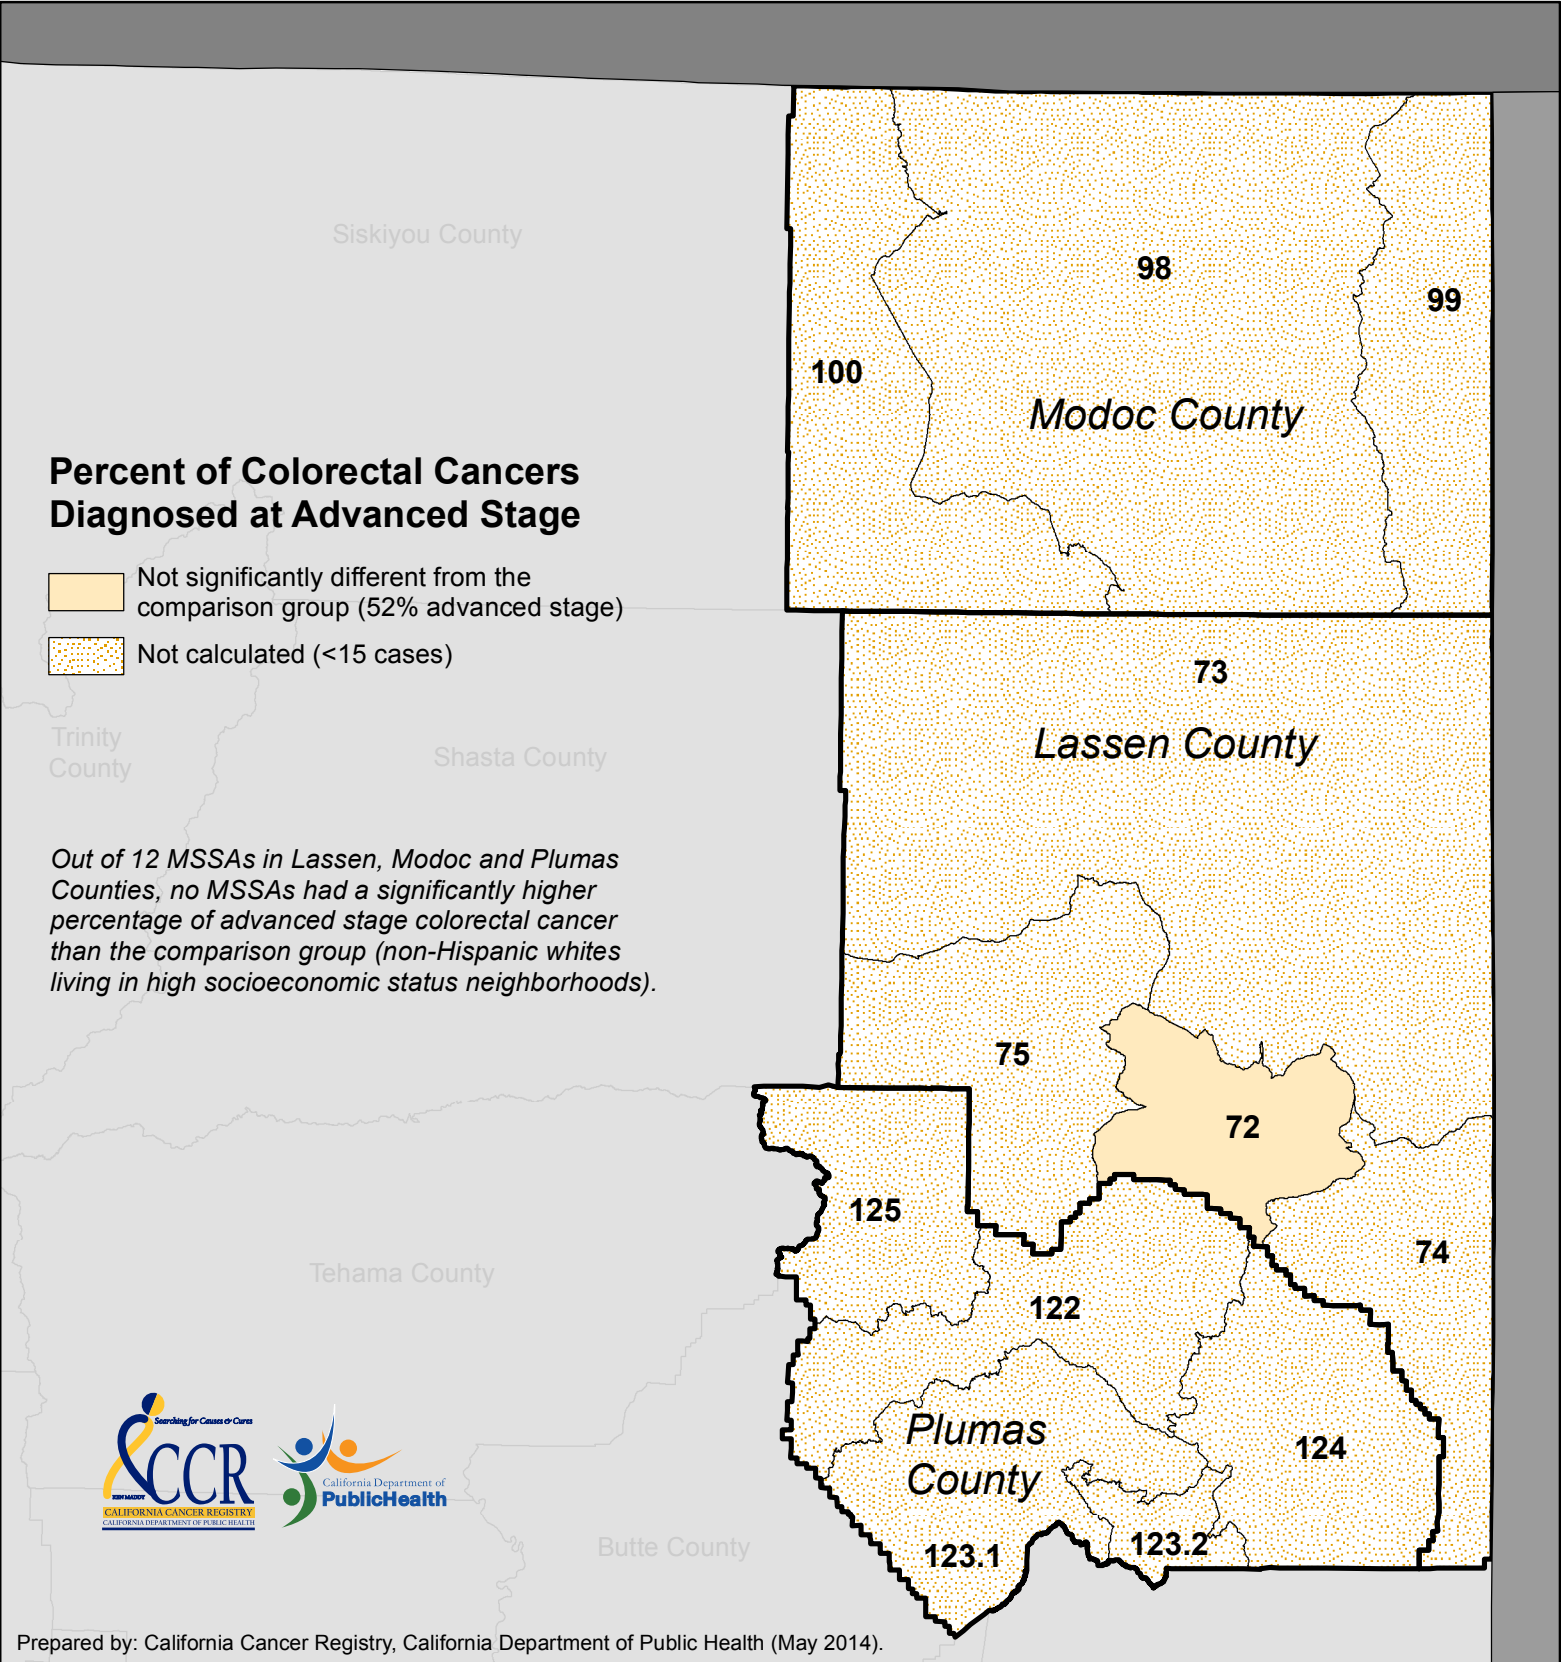 Siskiyou County
98
99
100
Modoc County
Percent of Colorectal Cancers
Diagnosed at Advanced Stage
Not significantly different from the
comparison group (52% advanced stage)
Not calculated (<15 cases)
73
Lassen County
Trinity
County
Shasta County
Out of 12 MSSAs in Lassen, Modoc and Plumas
Counties, no MSSAs had a significantly higher
percentage of advanced stage colorectal cancer
than the comparison group (non-Hispanic whites
living in high socioeconomic status neighborhoods).
75
72
125
74
Tehama County
122
Plumas
County
124
Searching for Causes & Cures
CCR
KEN MADDY
CALIFORNIA CANCER REGISTRY
CALIFORNIA DEPARTMENT OF PUBLIC HEALTH
California Department of
PublicHealth
Butte County
123.1
123.2
Prepared by: California Cancer Registry, California Department of Public Health (May 2014).